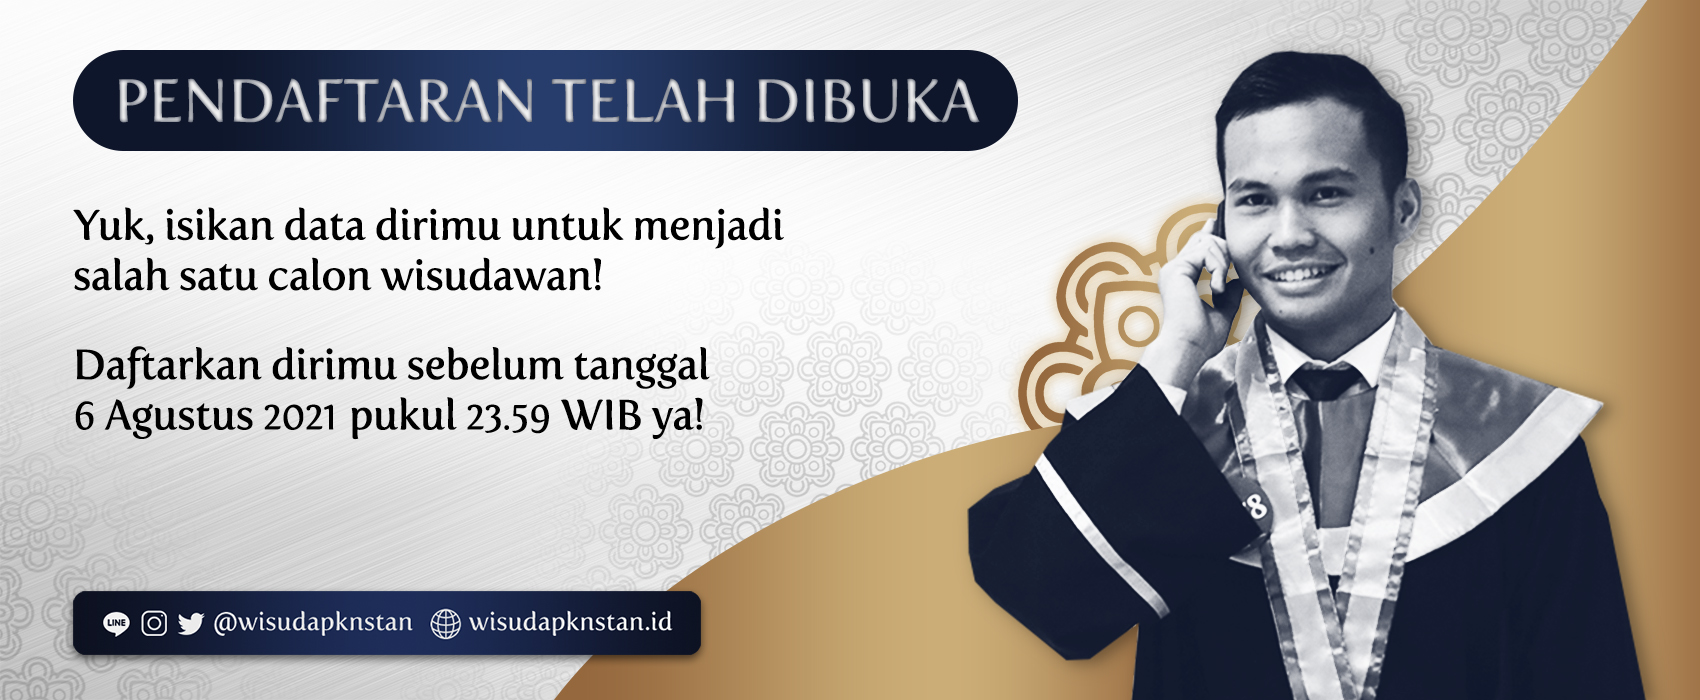 PENDAFTARAN TELAH DIBUKA
Yuk, isikan data dirimu untuk menjadi
salah satu calon wisudawan!
Daftarkan dirimu sebelum tanggal
6 Agustus 2021 pukul 23.59 WIB ya!
LINE @wisudapknstan wisudapknstan.id
8